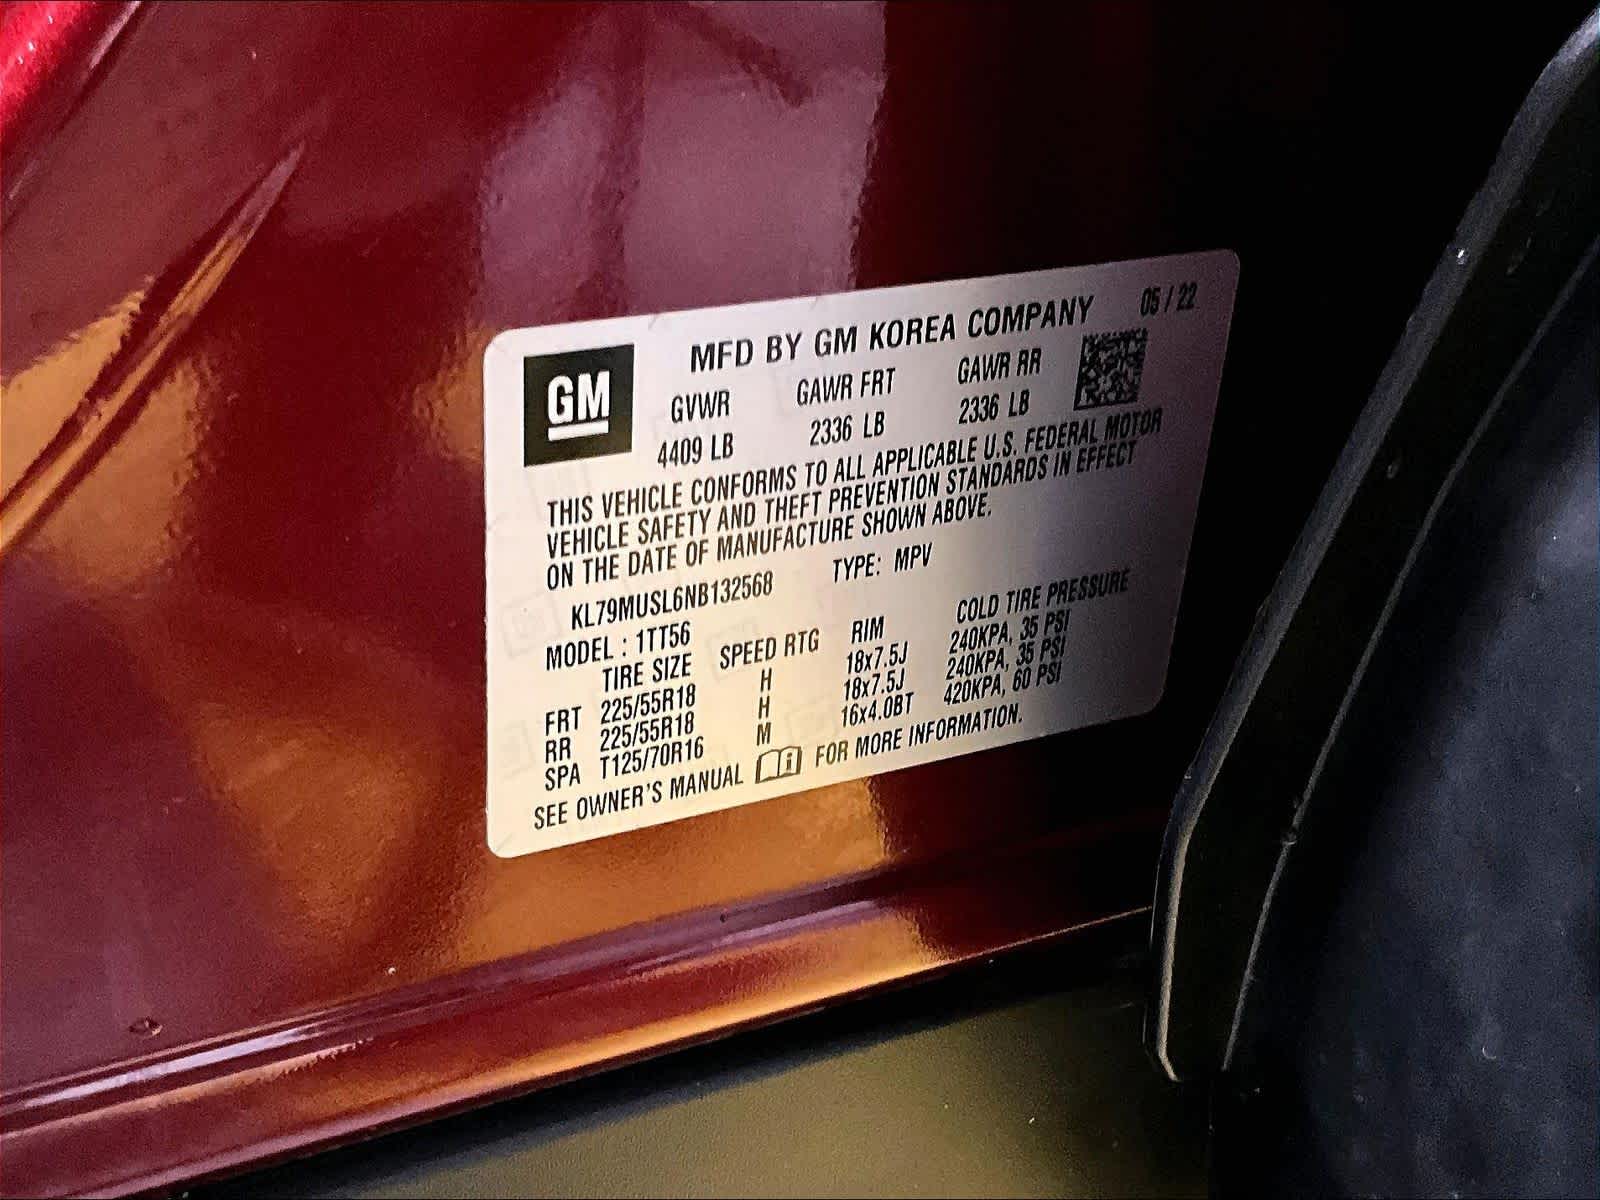 MFD BY GM KOREA COMPANY 05 / 22
GM
GVWR GAWR FRT GAWR RR
4409 LB 2336 LB 2336 LB
THIS VEHICLE CONFORMS TO ALL APPLICABLE U.S. FEDERAL MOTOR
VEHICLE SAFETY AND THEFT PREVENTION STANDARDS IN EFFECT
ON THE DATE OF MANUFACTURE SHOWN ABOVE.
KL79MUSL6NB132568 TYPE: MPV
MODEL : 1TT56
TIRE SIZE SPEED RTG RIM COLD TIRE PRESSURE
FRT 225/55R18 H 18x7.5J 240KPA, 35 PSI
RR 225/55R18 H 18x7.5J 240KPA, 35 PSI
SPA T125/70R16 M 16x4.0BT 420KPA, 60 PSI
SEE OWNER'S MANUAL i FOR MORE INFORMATION.